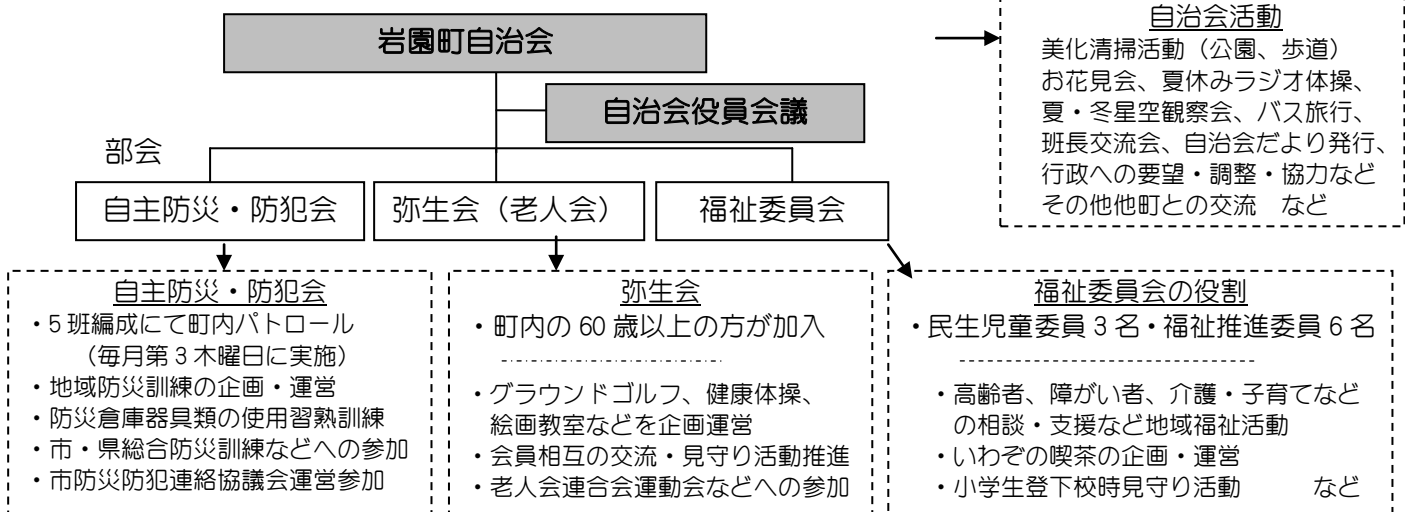 岩園町自治会
自治会役員会議
自治会活動
美化清掃活動（公園、歩道）
お花見会、夏休みラジオ体操、
夏・冬星空観察会、バス旅行、
班長交流会、自治会だより発行、
行政への要望・調整・協力など
その他他町との交流　など
部会
自主防災・防犯会
弥生会（老人会）
福祉委員会
自主防災・防犯会
・5班編成にて町内パトロール
（毎月第3木曜日に実施）
・地域防災訓練の企画・運営
・防災倉庫器具類の使用習熟訓練
・市・県総合防災訓練などへの参加
・市防災防犯連絡協議会運営参加
弥生会
・町内の60歳以上の方が加入
・グラウンドゴルフ、健康体操、
絵画教室などを企画運営
・会員相互の交流・見守り活動推進
・老人会連合会運動会などへの参加
福祉委員会の役割
・民生児童委員3名・福祉推進委員6名
・高齢者、障がい者、介護・子育てなど
の相談・支援など地域福祉活動
・いわぞの喫茶の企画・運営
・小学生登下校時見守り活動　　など